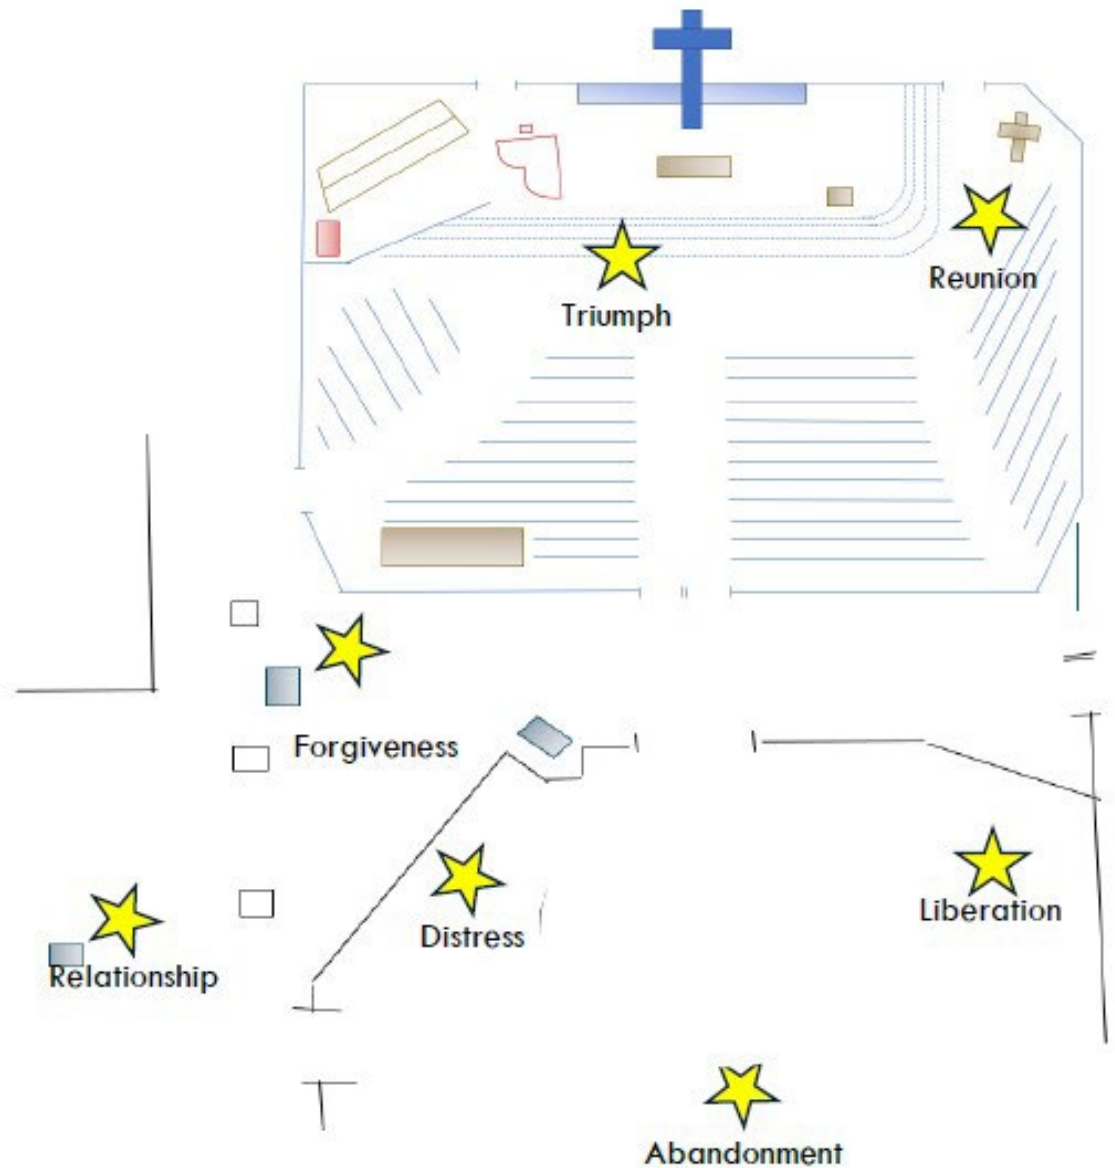 Reunion
Triumph
Forgiveness
Liberation
Distress
Relationship
Abandonment